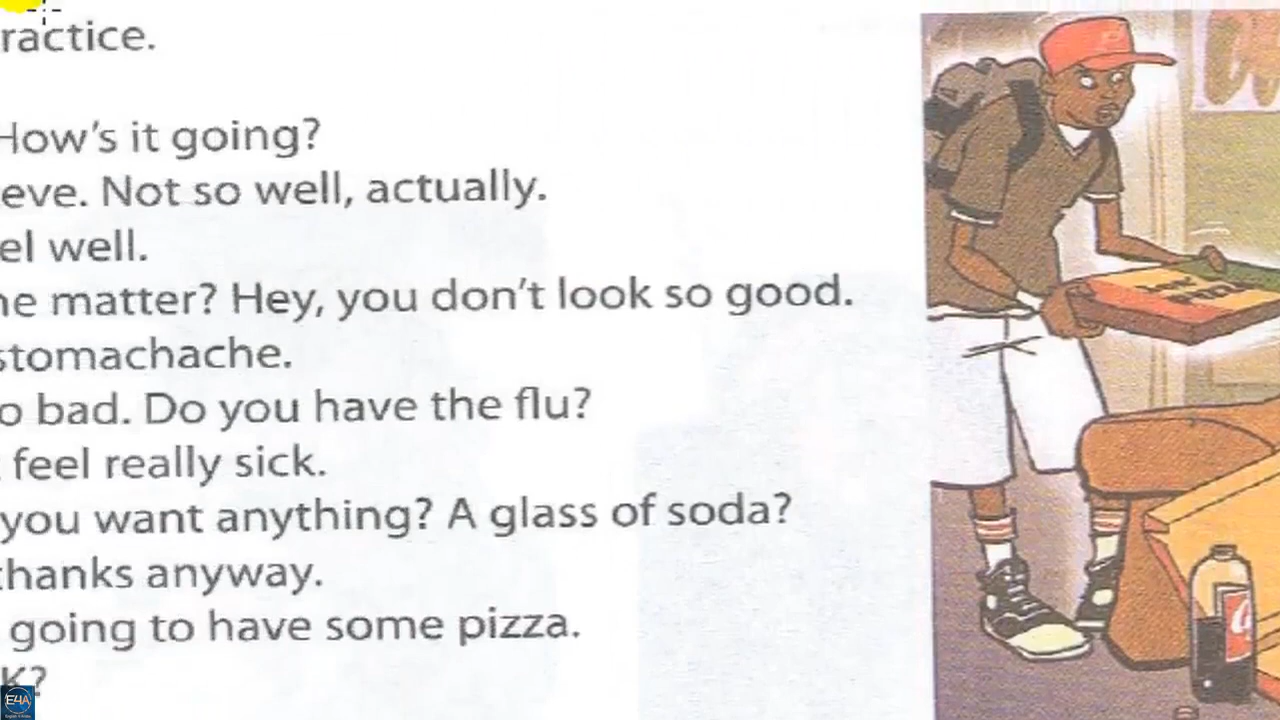 ractice.
How's it going?
eve. Not so well, actually.
el well.
he matter? Hey, you don't look so good.
stomachache.
o bad. Do you have the flu?
feel really sick.
you want anything? A glass of soda?
thanks anyway.
going to have some pizza.
K?
E4A